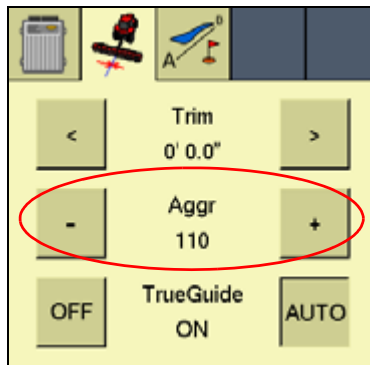 A D
< Trim >
0' 0.0"
- Aggr +
110
OFF TrueGuide AUTO
ON